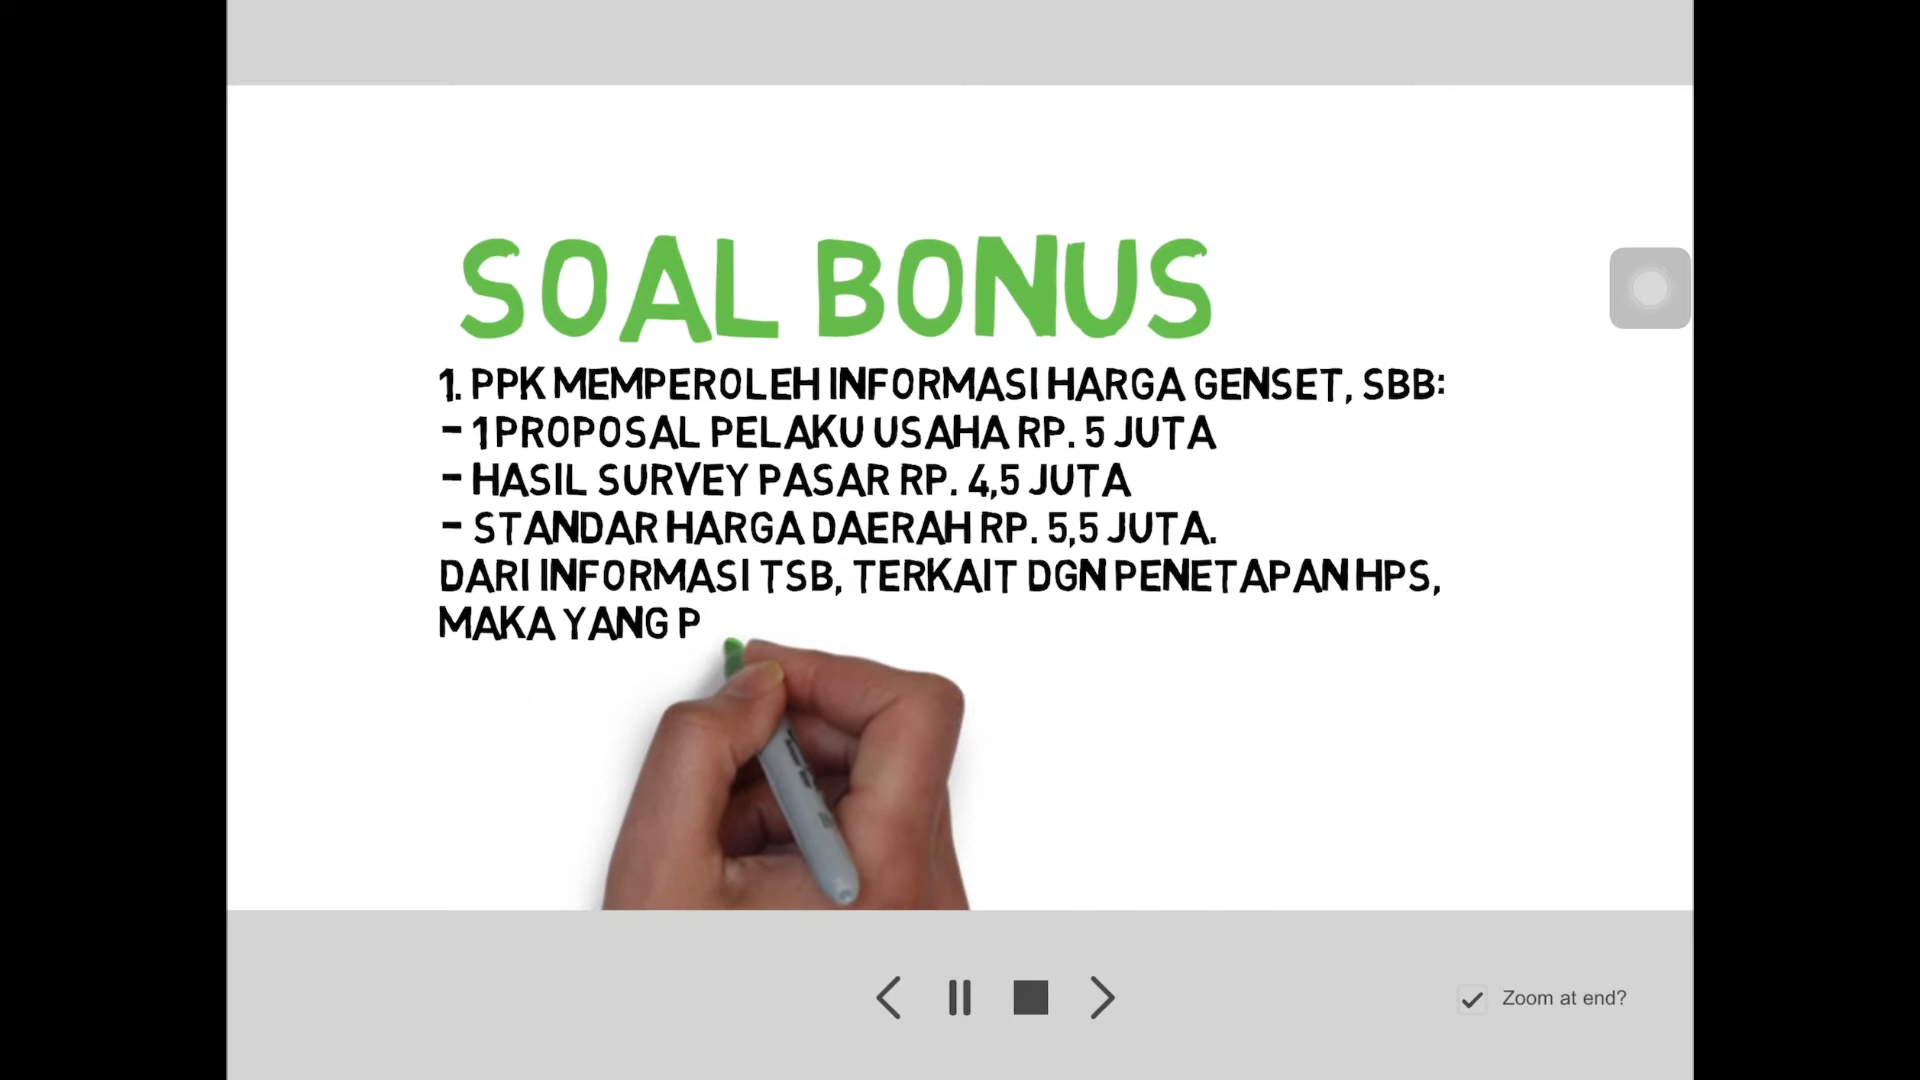 SOAL BONUS
1. PPK MEMPEROLEH INFORMASI HARGA GENSET, SBB:
- 1 PROPOSAL PELAKU USAHA RP. 5 JUTA
- HASIL SURVEY PASAR RP. 4,5 JUTA
- STANDAR HARGA DAERAH RP. 5,5 JUTA.
DARI INFORMASI TSB, TERKAIT DGN PENETAPAN HPS,
MAKA YANG P
Zoom at end?